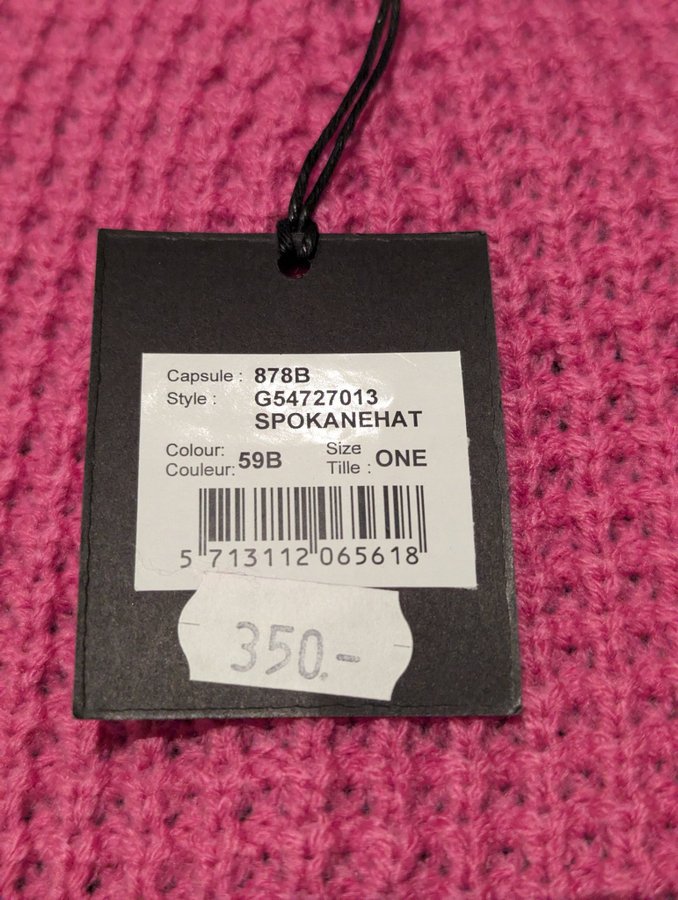 Capsule : 878B
Style : G54727013
SPOKANEHAT
Colour: 59B Size
Couleur: Tille : ONE
5 713112 065618
350.-